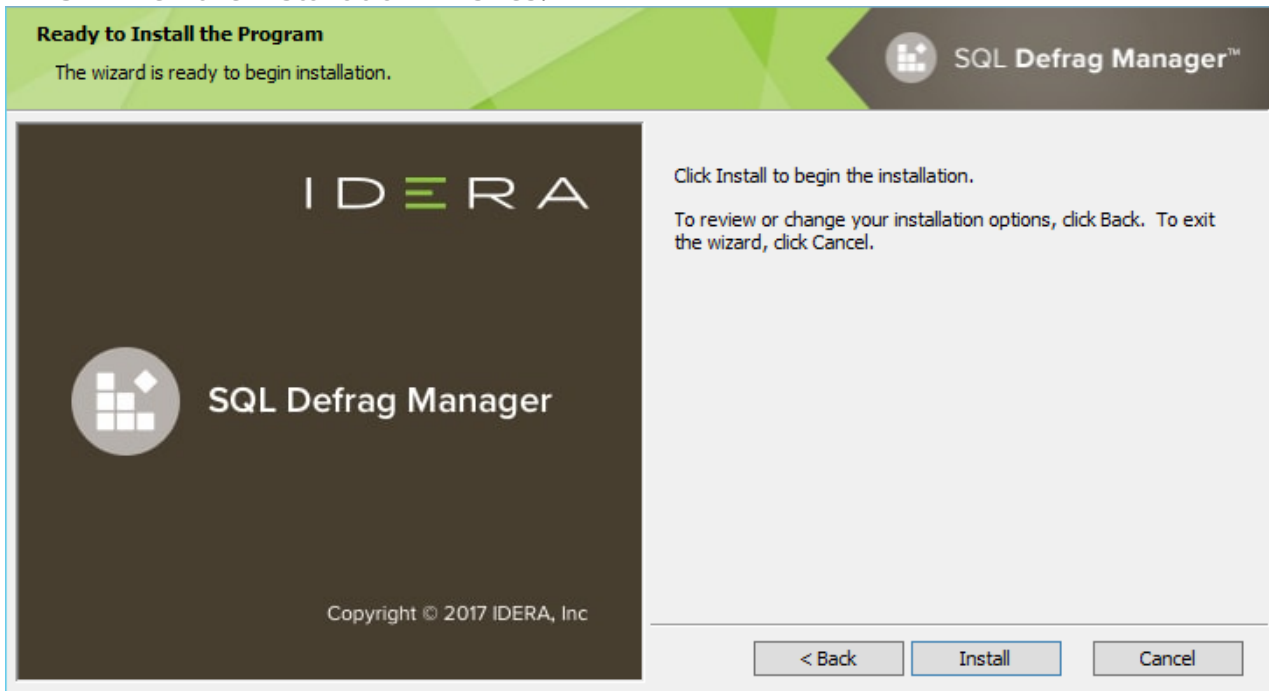 Ready to Install the Program
The wizard is ready to begin installation.
SQL Defrag Manager™
IDERA
SQL Defrag Manager
Copyright © 2017 IDERA, Inc
Click Install to begin the installation.
To review or change your installation options, click Back. To exit
the wizard, click Cancel.
< Back
Install
Cancel